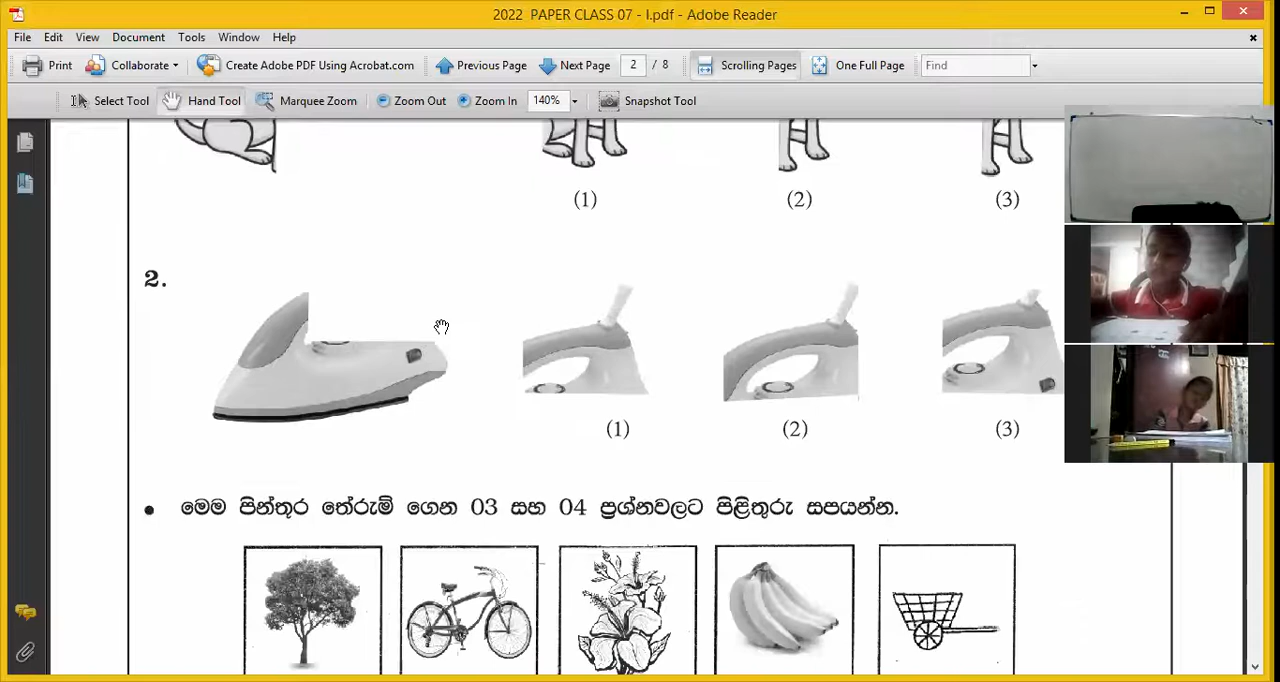 2022 PAPER CLASS 07 - I.pdf - Adobe Reader
File Edit View Document Tools Window Help
Print Collaborate Create Adobe PDF Using Acrobat.com Previous Page Next Page 2 / 8 Scrolling Pages One Full Page Find
Select Tool Hand Tool Marquee Zoom Zoom Out Zoom In 140% Snapshot Tool
(1) (2) (3)
2.
(1) (2) (3)
• මෙම පින්තූර තේරුම් ගෙන 03 සහ 04 ප්‍රශ්නවලට පිළිතුරු සපයන්න.